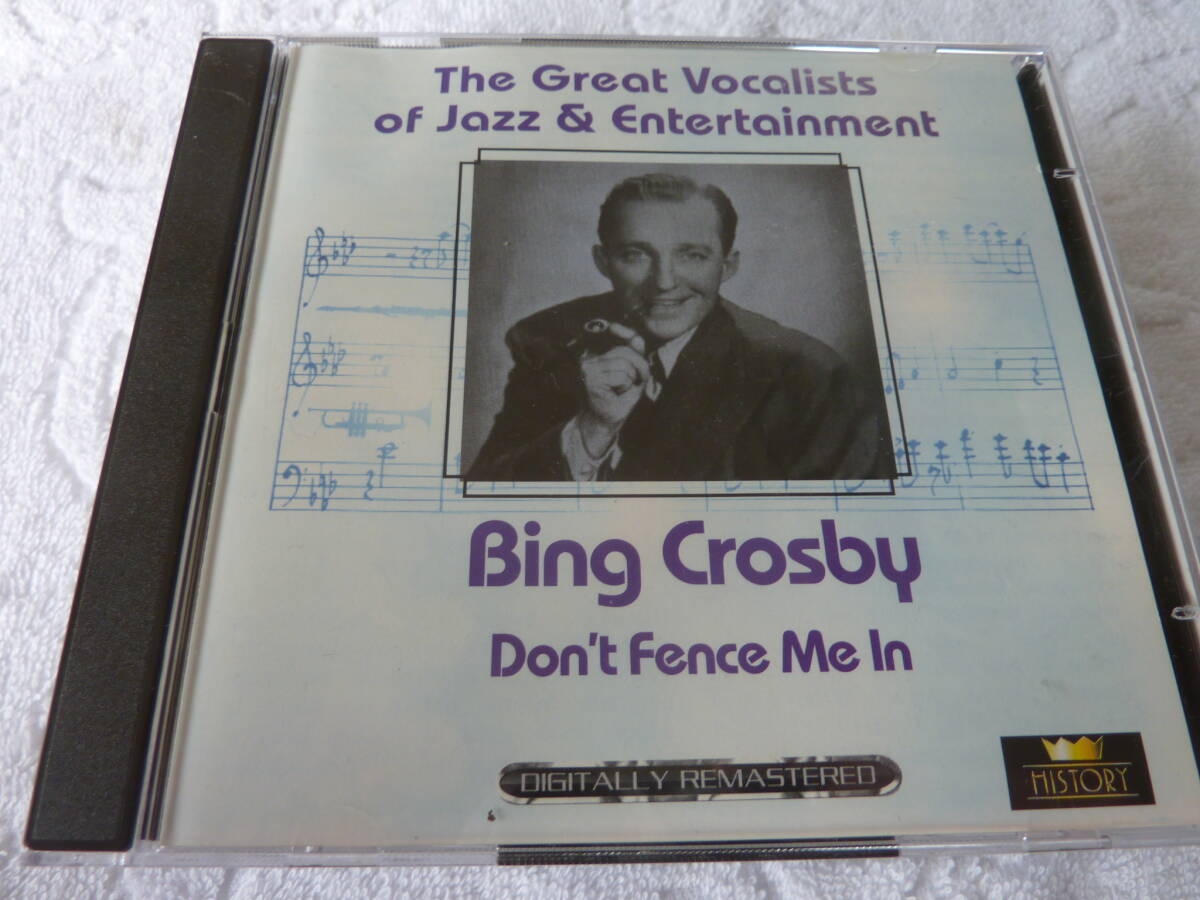 The Great Vocalists
of Jazz & Entertainment
Bing Crosby
Don't Fence Me In
DIGITALLY REMASTERED
HISTORY